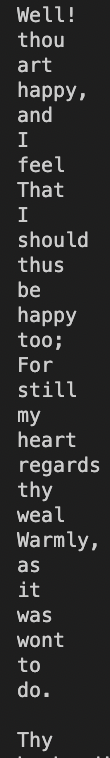 Well!
thou
art
happy,
and
I
feel
That
I
should
thus
be
happy
too;
For
still
my
heart
regards
thy
weal
Warmly,
as
it
was
wont
to
do.

Thy